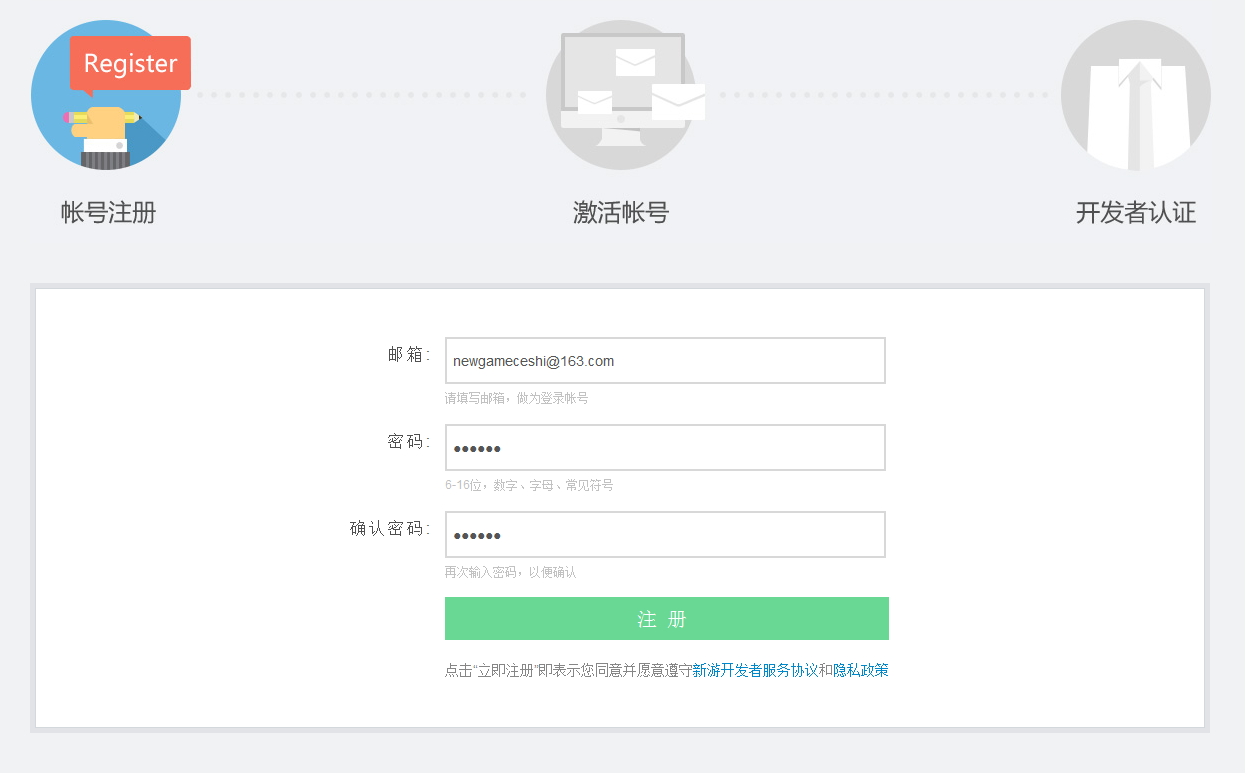 Register
帐号注册
激活帐号
开发者认证
邮箱:
newgameceshi@163.com
请填写邮箱，做为登录帐号
密码:
••••••
6-16位，数字、字母、常见符号
确认密码:
••••••
再次输入密码，以便确认
注 册
点击“立即注册”即表示您同意并愿意遵守新游开发者服务协议和隐私政策